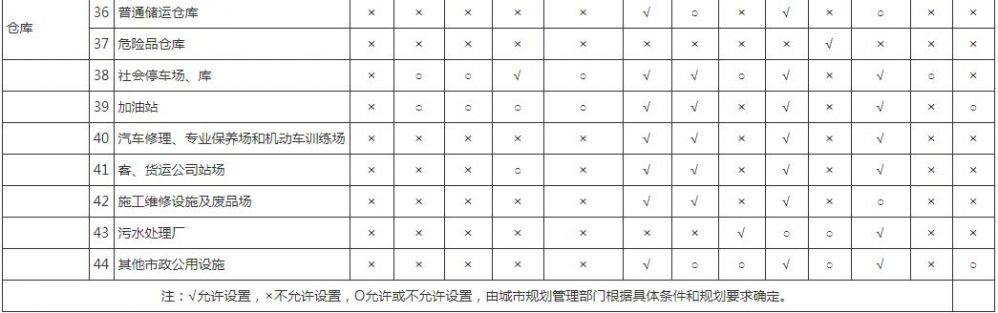 仓库
36 普通储运仓库 × × × × × √ ○ × √ × ○ × ×
37 危险品仓库 × × × × × × × × × √ × × ×
38 社会停车场、库 × ○ ○ √ ○ √ √ ○ √ × √ ○ ×
39 加油站 × ○ ○ ○ ○ √ √ × √ × √ × ○
40 汽车修理、专业保养场和机动车训练场 × × × × × √ √ × √ × √ × ×
41 客、货运公司站场 × × × ○ × √ √ × √ × √ × ×
42 施工维修设施及废品场 × × × × × √ √ × √ × ○ × ×
43 污水处理厂 × × × × × × × √ ○ ○ √ × ×
44 其他市政公用设施 × × × × × √ ○ ○ √ ○ √ × ○
注：√允许设置，×不允许设置，O允许或不允许设置，由城市规划管理部门根据具体条件和规划要求确定。